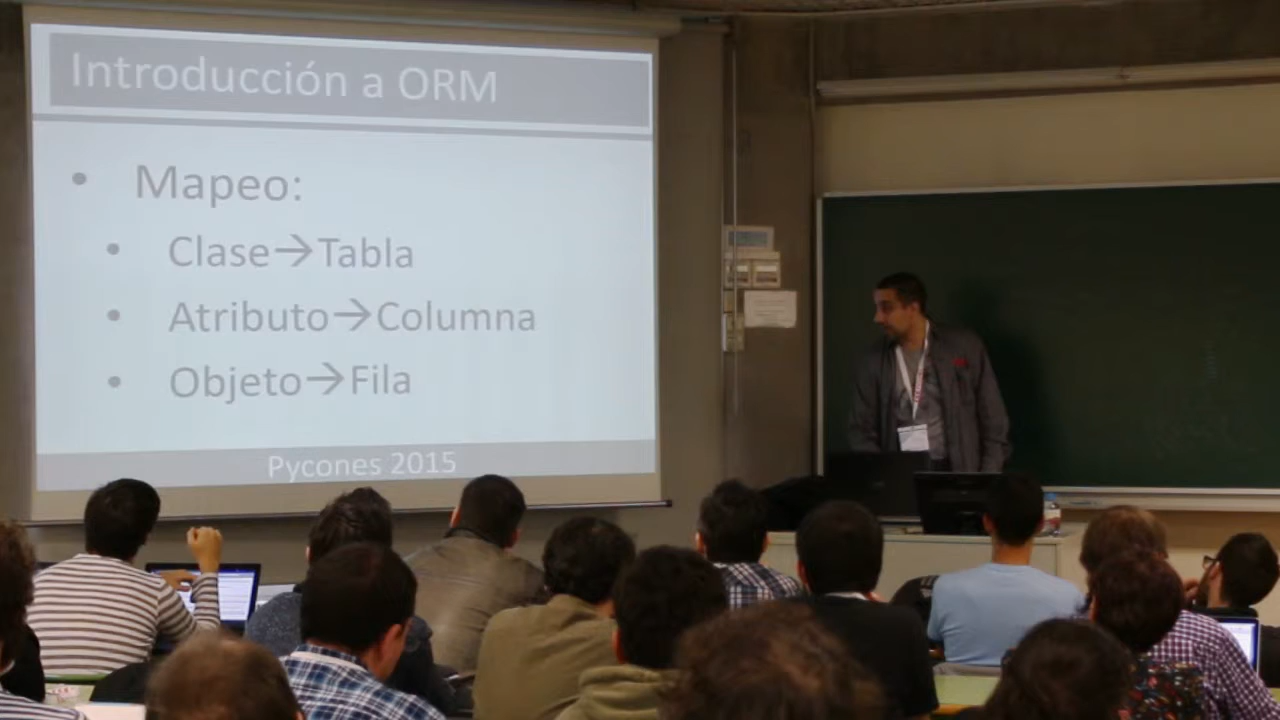 Introducción a ORM
• Mapeo:
• Clase→Tabla
• Atributo→Columna
• Objeto→Fila
Pycones 2015